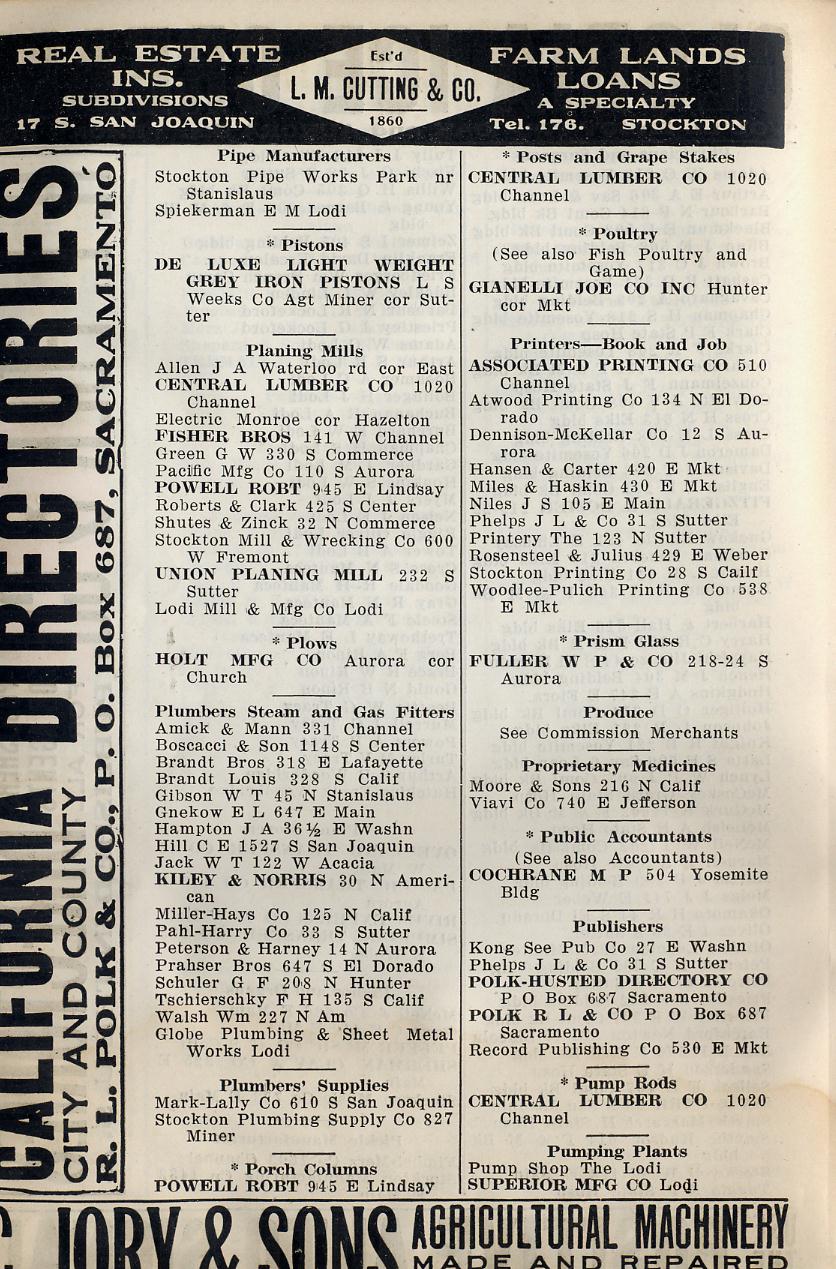 REAL ESTATE
INS.
SUBDIVISIONS
17 S. SAN JOAQUIN
Est'd
L. M. CUTTING & CO.
1860
FARM LANDS
LOANS
A SPECIALTY
Tel. 176. STOCKTON
CALIFORNIA DIRECTORIES
CITY AND COUNTY
R. L. POLK & CO., P. O. Box 687, SACRAMENTO
Pipe Manufacturers
Stockton Pipe Works Park nr
Stanislaus
Spiekerman E M Lodi
* Pistons
DE LUXE LIGHT WEIGHT
GREY IRON PISTONS L S
Weeks Co Agt Miner cor Sut-
ter
Planing Mills
Allen J A Waterloo rd cor East
CENTRAL LUMBER CO 1020
Channel
Electric Monroe cor Hazelton
FISHER BROS 141 W Channel
Green G W 330 S Commerce
Pacific Mfg Co 110 S Aurora
POWELL ROBT 945 E Lindsay
Roberts & Clark 425 S Center
Shutes & Zinck 32 N Commerce
Stockton Mill & Wrecking Co 600
W Fremont
UNION PLANING MILL 232 S
Sutter
Lodi Mill & Mfg Co Lodi
* Plows
HOLT MFG CO Aurora cor
Church
Plumbers Steam and Gas Fitters
Amick & Mann 331 Channel
Boscacci & Son 1148 S Center
Brandt Bros 318 E Lafayette
Brandt Louis 328 S Calif
Gibson W T 45 N Stanislaus
Gnekow E L 647 E Main
Hampton J A 36½ E Washn
Hill C E 1527 S San Joaquin
Jack W T 122 W Acacia
KILEY & NORRIS 30 N Ameri-
can
Miller-Hays Co 125 N Calif
Pahl-Harry Co 33 S Sutter
Peterson & Harney 14 N Aurora
Prahser Bros 647 S El Dorado
Schuler G F 208 N Hunter
Tschierschky F H 135 S Calif
Walsh Wm 227 N Am
Globe Plumbing & Sheet Metal
Works Lodi
Plumbers' Supplies
Mark-Lally Co 610 S San Joaquin
Stockton Plumbing Supply Co 827
Miner
* Porch Columns
POWELL ROBT 945 E Lindsay
* Posts and Grape Stakes
CENTRAL LUMBER CO 1020
Channel
* Poultry
(See also Fish Poultry and
Game)
GIANELLI JOE CO INC Hunter
cor Mkt
Printers—Book and Job
ASSOCIATED PRINTING CO 510
Channel
Atwood Printing Co 134 N El Do-
rado
Dennison-McKellar Co 12 S Au-
rora
Hansen & Carter 420 E Mkt
Miles & Haskin 430 E Mkt
Niles J S 105 E Main
Phelps J L & Co 31 S Sutter
Printery The 123 N Sutter
Rosensteel & Julius 429 E Weber
Stockton Printing Co 28 S Cailf
Woodlee-Pulich Printing Co 538
E Mkt
* Prism Glass
FULLER W P & CO 218-24 S
Aurora
Produce
See Commission Merchants
Proprietary Medicines
Moore & Sons 216 N Calif
Viavi Co 740 E Jefferson
* Public Accountants
(See also Accountants)
COCHRANE M P 504 Yosemite
Bldg
Publishers
Kong See Pub Co 27 E Washn
Phelps J L & Co 31 S Sutter
POLK-HUSTED DIRECTORY CO
P O Box 687 Sacramento
POLK R L & CO P O Box 687
Sacramento
Record Publishing Co 530 E Mkt
* Pump Rods
CENTRAL LUMBER CO 1020
Channel
Pumping Plants
Pump Shop The Lodi
SUPERIOR MFG CO Lodi
JORY & SONS
AGRICULTURAL MACHINERY
MADE AND REPAIRED